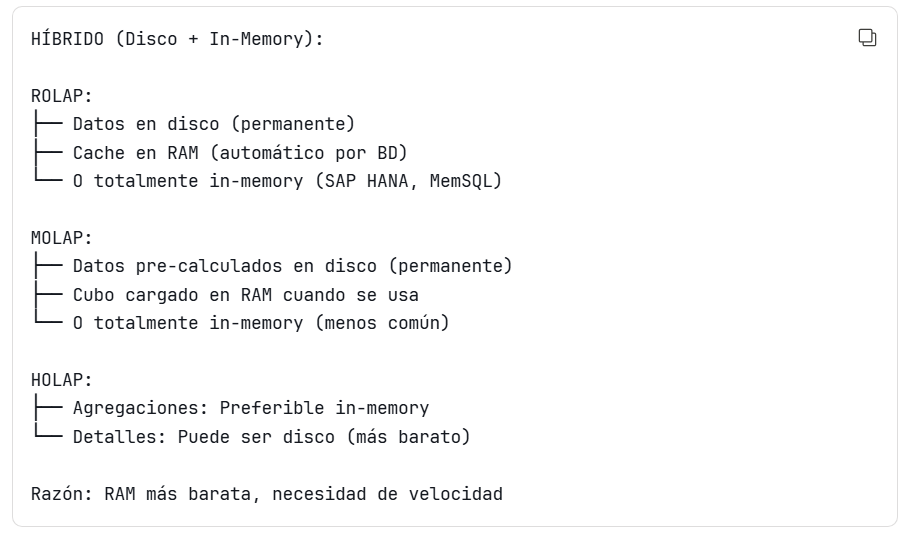 HÍBRIDO (Disco + In-Memory):
ROLAP:
├── Datos en disco (permanente)
├── Cache en RAM (automático por BD)
└── O totalmente in-memory (SAP HANA, MemSQL)
MOLAP:
├── Datos pre-calculados en disco (permanente)
├── Cubo cargado en RAM cuando se usa
└── O totalmente in-memory (menos común)
HOLAP:
├── Agregaciones: Preferible in-memory
└── Detalles: Puede ser disco (más barato)
Razón: RAM más barata, necesidad de velocidad